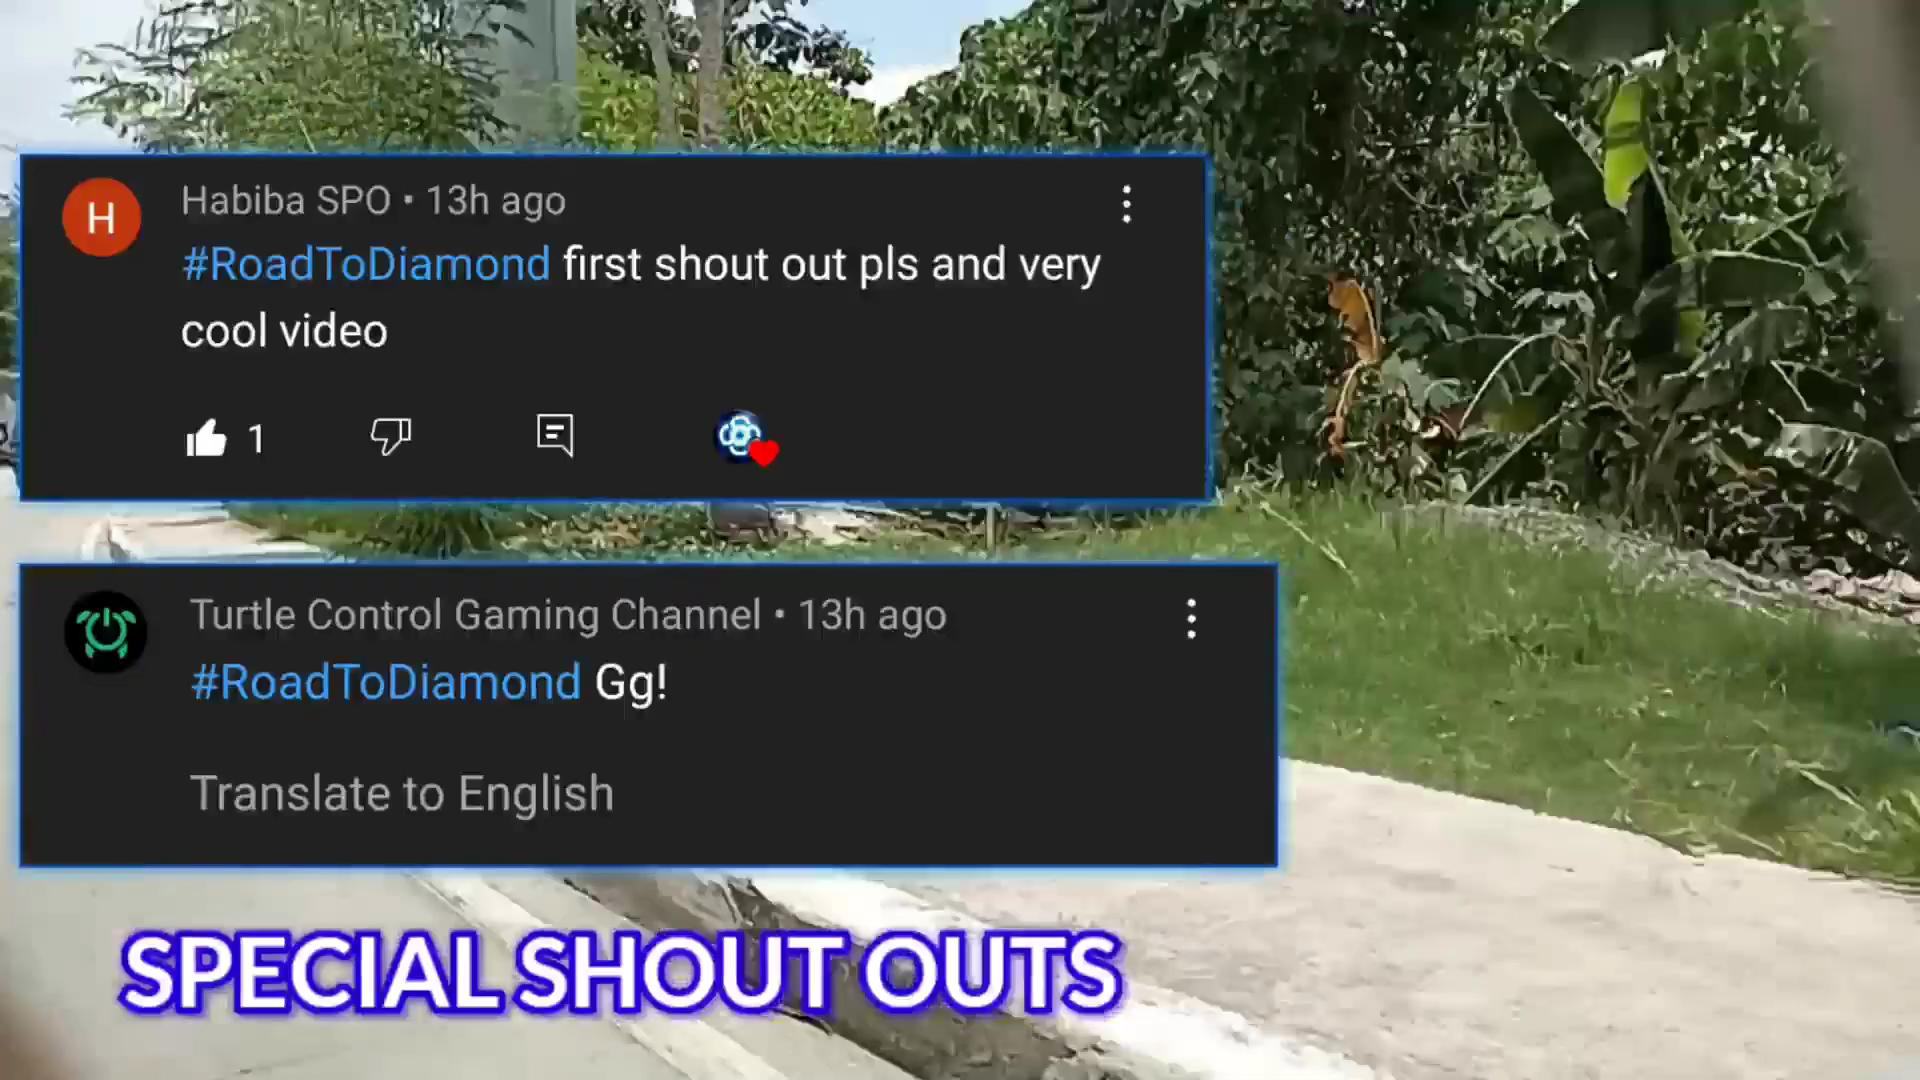 H
Habiba SPO • 13h ago
#RoadToDiamond first shout out pls and very
cool video
1
Turtle Control Gaming Channel • 13h ago
#RoadToDiamond Gg!
Translate to English
SPECIAL SHOUT OUTS